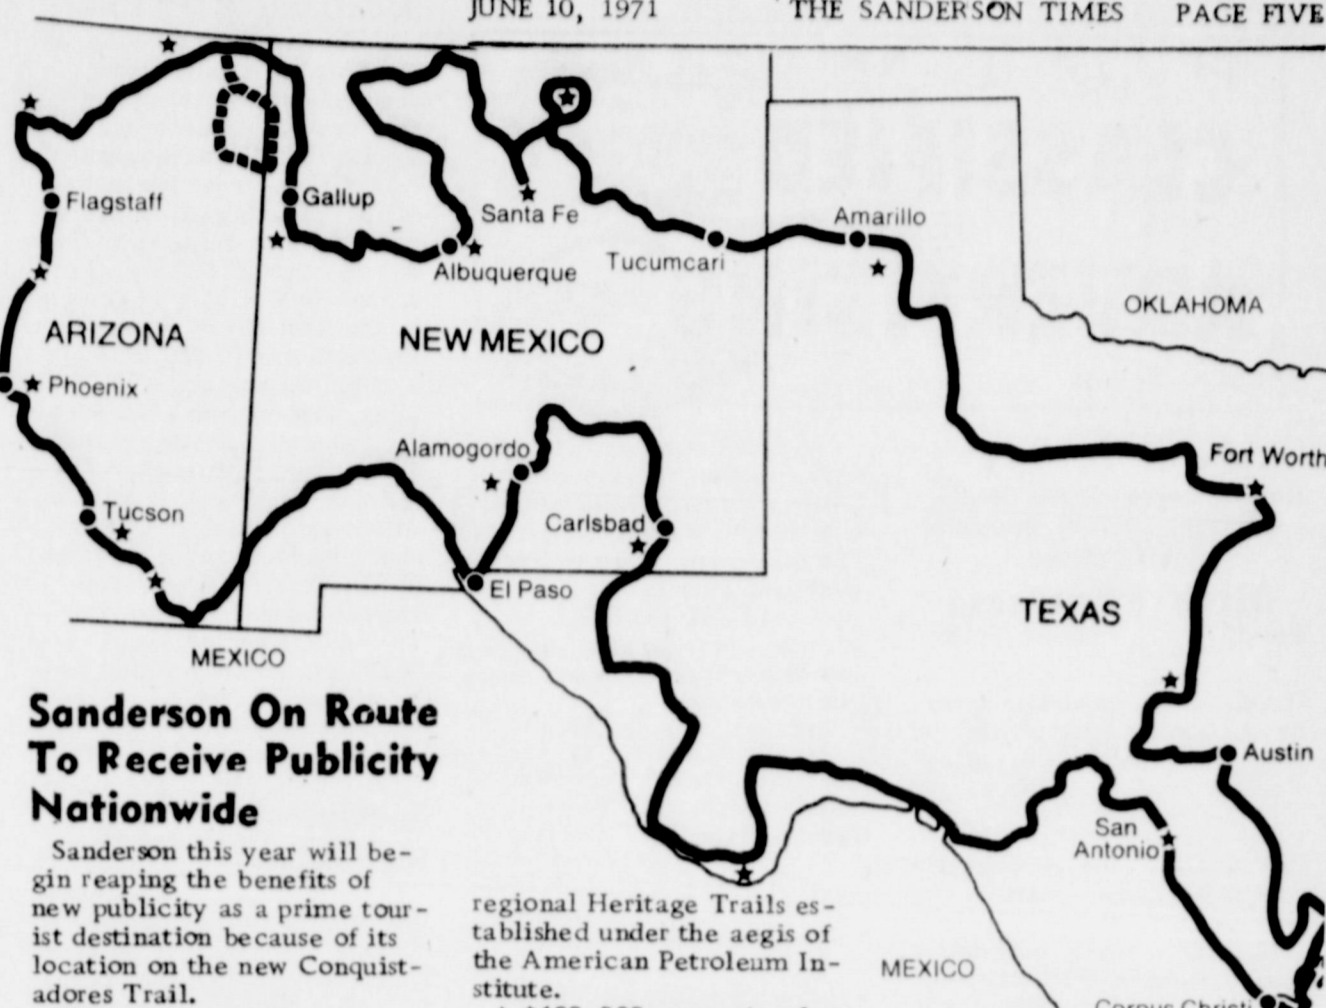 JUNE 10, 1971 THE SANDERSON TIMES PAGE FIVE
Flagstaff
Gallup
Santa Fe
Albuquerque
Tucumcari
Amarillo
OKLAHOMA
ARIZONA
NEW MEXICO
Phoenix
Alamogordo
Fort Worth
Tucson
Carlsbad
El Paso
TEXAS
MEXICO
Austin
San
Antonio
MEXICO
Corpus Christi
Sanderson On Route
To Receive Publicity
Nationwide
Sanderson this year will be-
gin reaping the benefits of
new publicity as a prime tour-
ist destination because of its
location on the new Conquist-
adores Trail.
regional Heritage Trails es-
tablished under the aegis of
the American Petroleum In-
stitute.